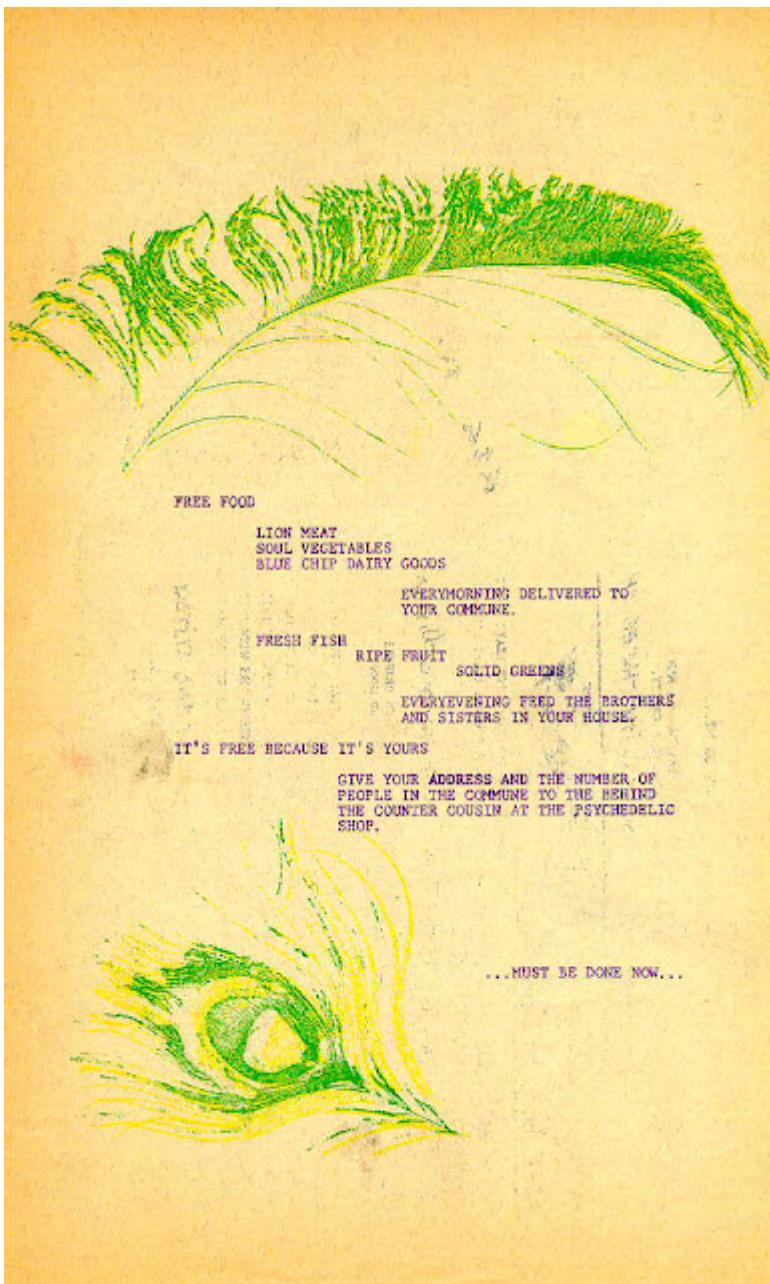 FREE FOOD
LION MEAT
SOUL VEGETABLES
BLUE CHIP DAIRY GOODS
EVERYMORNING DELIVERED TO
YOUR COMMUNE.
FRESH FISH
RIPE FRUIT
SOLID GREENS
EVERYEVENING FEED THE BROTHERS
AND SISTERS IN YOUR HOUSE.
IT'S FREE BECAUSE IT'S YOURS
GIVE YOUR ADDRESS AND THE NUMBER OF
PEOPLE IN THE COMMUNE TO THE BEHIND
THE COUNTER COUSIN AT THE PSYCHEDELIC
SHOP.
...MUST BE DONE NOW...